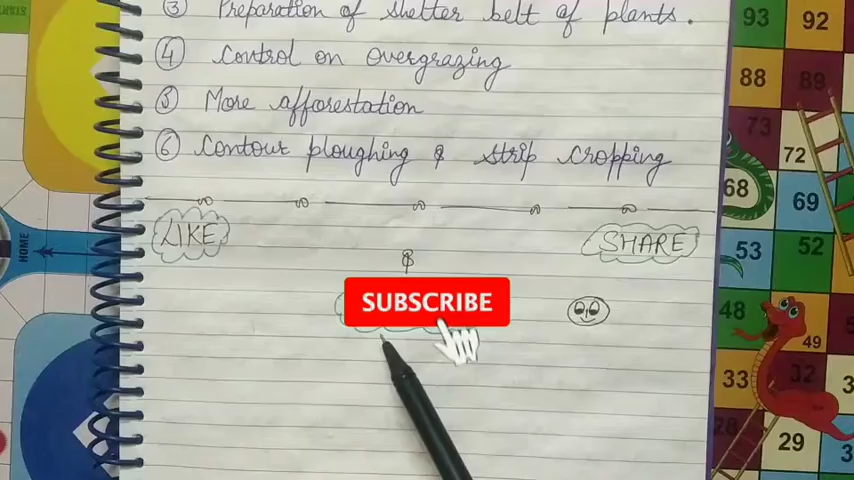 ③ Preparation of shelter belt of plants.
④ Control on overgrazing
⑤ More afforestation
⑥ Contour ploughing & strip cropping
LIKE
SHARE
&
SUBSCRIBE
HOME
93 92
88 89
73 72
68 69
53 52
48 49
33 32 3
28 29